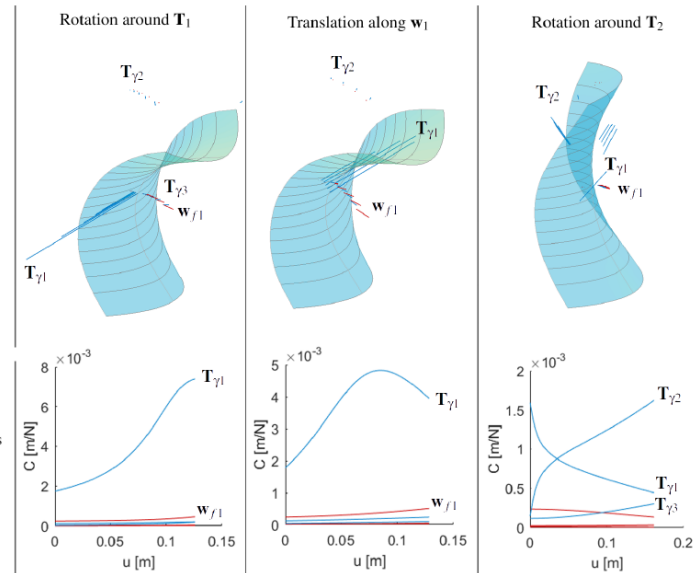 Rotation around T₁
Tγ2
Tγ3
wf1
Tγ1
× 10⁻³
8
6
4
2
0
C [m/N]
Tγ1
wf1
0
0.05
0.1
0.15
u [m]
s
Translation along w₁
Tγ2
Tγ1
wf1
× 10⁻³
5
4
3
2
1
0
C [m/N]
Tγ1
wf1
0
0.05
0.1
0.15
u [m]
Rotation around T₂
Tγ2
Tγ1
wf1
× 10⁻³
2
1.5
1
0.5
0
C [m/N]
Tγ2
Tγ1
Tγ3
0
0.1
0.2
u [m]